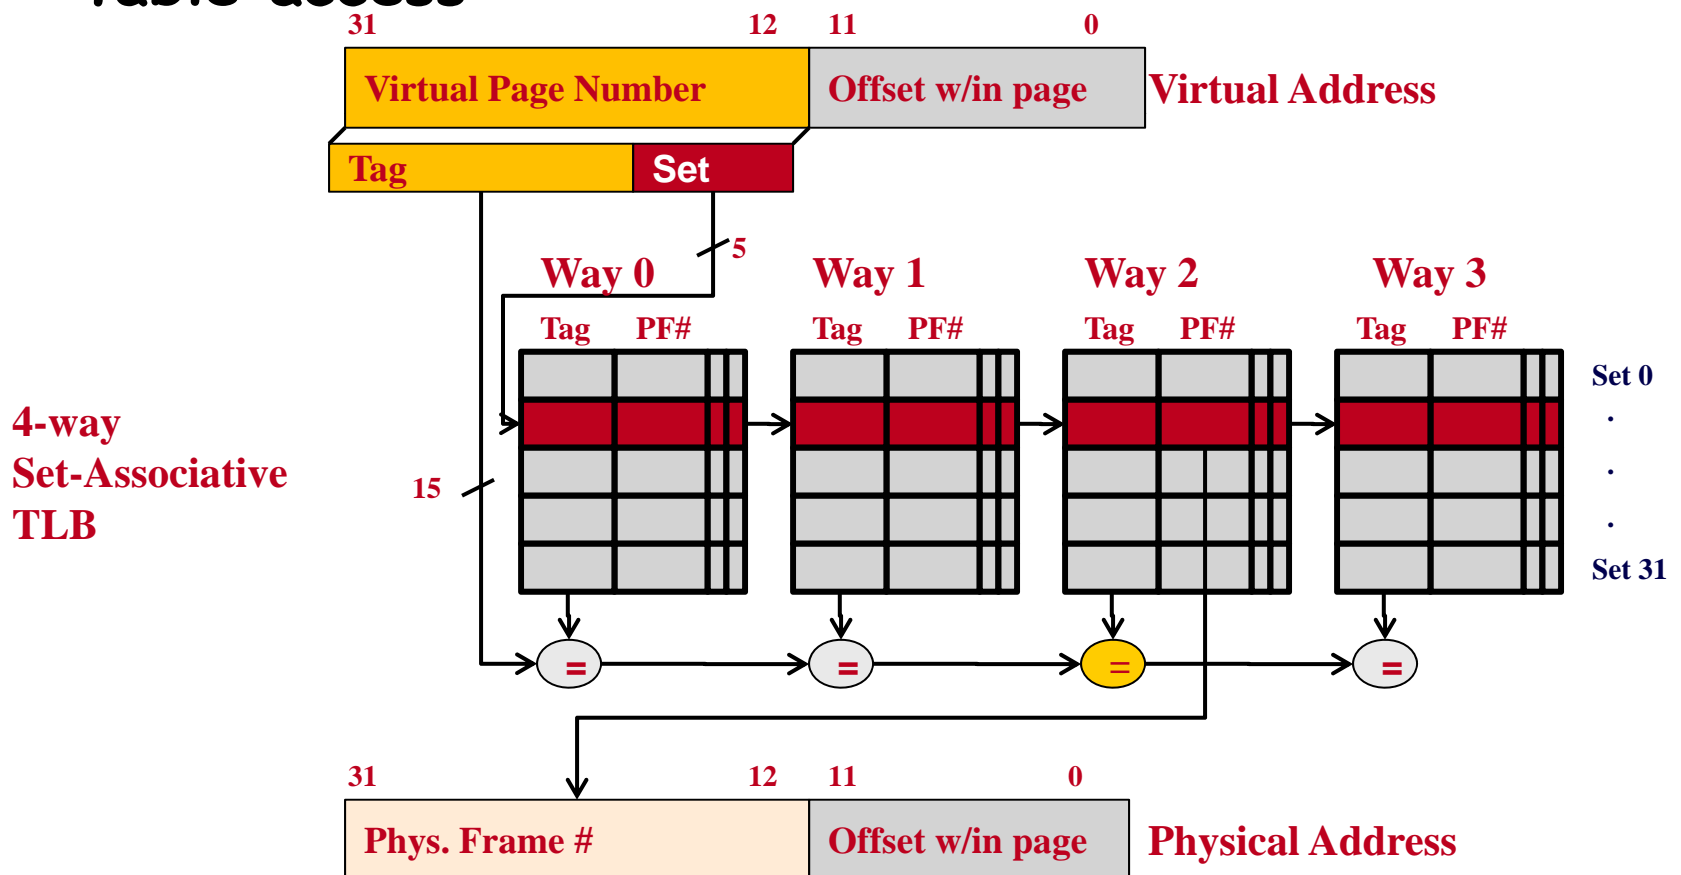 Table access
31 12 11 0
Virtual Page Number Offset w/in page Virtual Address
Tag Set
5
Way 0 Way 1 Way 2 Way 3
Tag PF# Tag PF# Tag PF# Tag PF#
Set 0
.
4-way
Set-Associative
TLB
15
.
.
Set 31
= = = =
31 12 11 0
Phys. Frame # Offset w/in page Physical Address